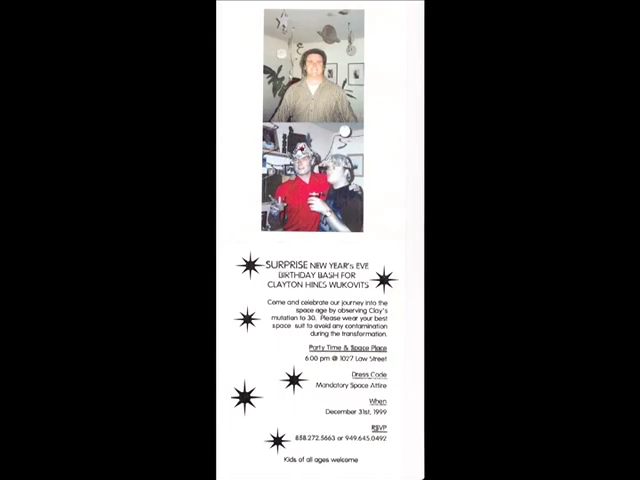 SURPRISE NEW YEAR'S EVE
BIRTHDAY BASH FOR
CLAYTON HINES WUKOVITS
Come and celebrate our journey into the
space age by observing Clay's
mutation to 30. Please wear your best
space suit to avoid any contamination
during the transformation.
Party Time & Space Place
6:00 pm @ 1027 Law Street
Dress Code
Mandatory Space Attire
When
December 31st, 1999
RSVP
858.272.5663 or 949.645.0492
Kids of all ages welcome